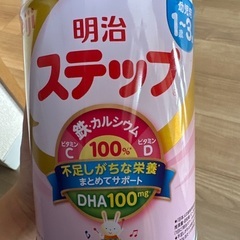 明治
ステップ
鉄・カルシウム
ビタミンC 100% ビタミンD
不足しがちな栄養
まとめてサポート
DHA100mg